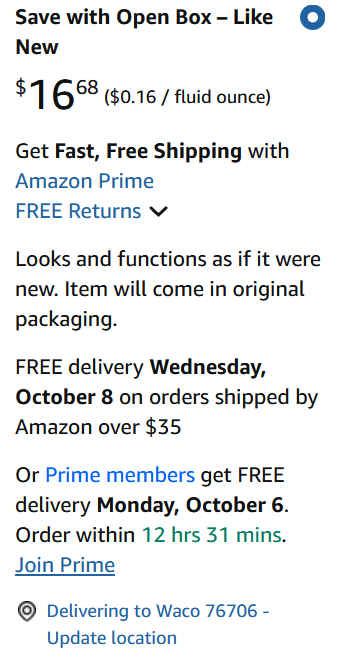 Save with Open Box – Like
New
$16.68 ($0.16 / fluid ounce)
Get Fast, Free Shipping with
Amazon Prime
FREE Returns
Looks and functions as if it were
new. Item will come in original
packaging.
FREE delivery Wednesday,
October 8 on orders shipped by
Amazon over $35
Or Prime members get FREE
delivery Monday, October 6.
Order within 12 hrs 31 mins.
Join Prime
Delivering to Waco 76706 -
Update location